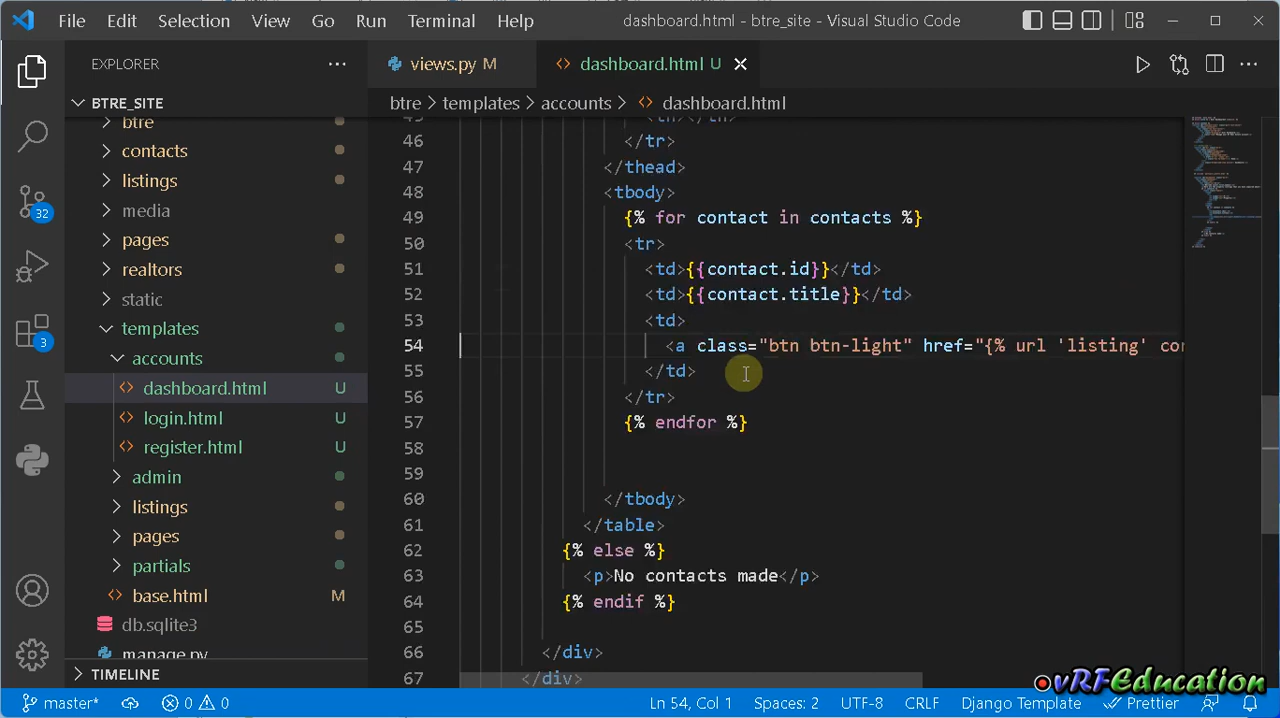 File Edit Selection View Go Run Terminal Help dashboard.html - btre_site - Visual Studio Code
EXPLORER
views.py M
dashboard.html U
BTRE_SITE
btre > templates > accounts > dashboard.html
btre
contacts
listings
media
pages
realtors
static
templates
accounts
dashboard.html U
login.html U
register.html U
admin
listings
pages
partials
base.html M
db.sqlite3
manage.py
TIMELINE
32
3
46 </tr>
47 </thead>
48 <tbody>
49 {% for contact in contacts %}
50 <tr>
51 <td>{{contact.id}}</td>
52 <td>{{contact.title}}</td>
53 <td>
54 <a class="btn btn-light" href="{% url 'listing' con
55 </td>
56 </tr>
57 {% endfor %}
58
59
60 </tbody>
61 </table>
62 {% else %}
63 <p>No contacts made</p>
64 {% endif %}
65
66 </div>
67 </div>
vRFEducation
master* 0 0 Ln 54, Col 1 Spaces: 2 UTF-8 CRLF Django Template Prettier